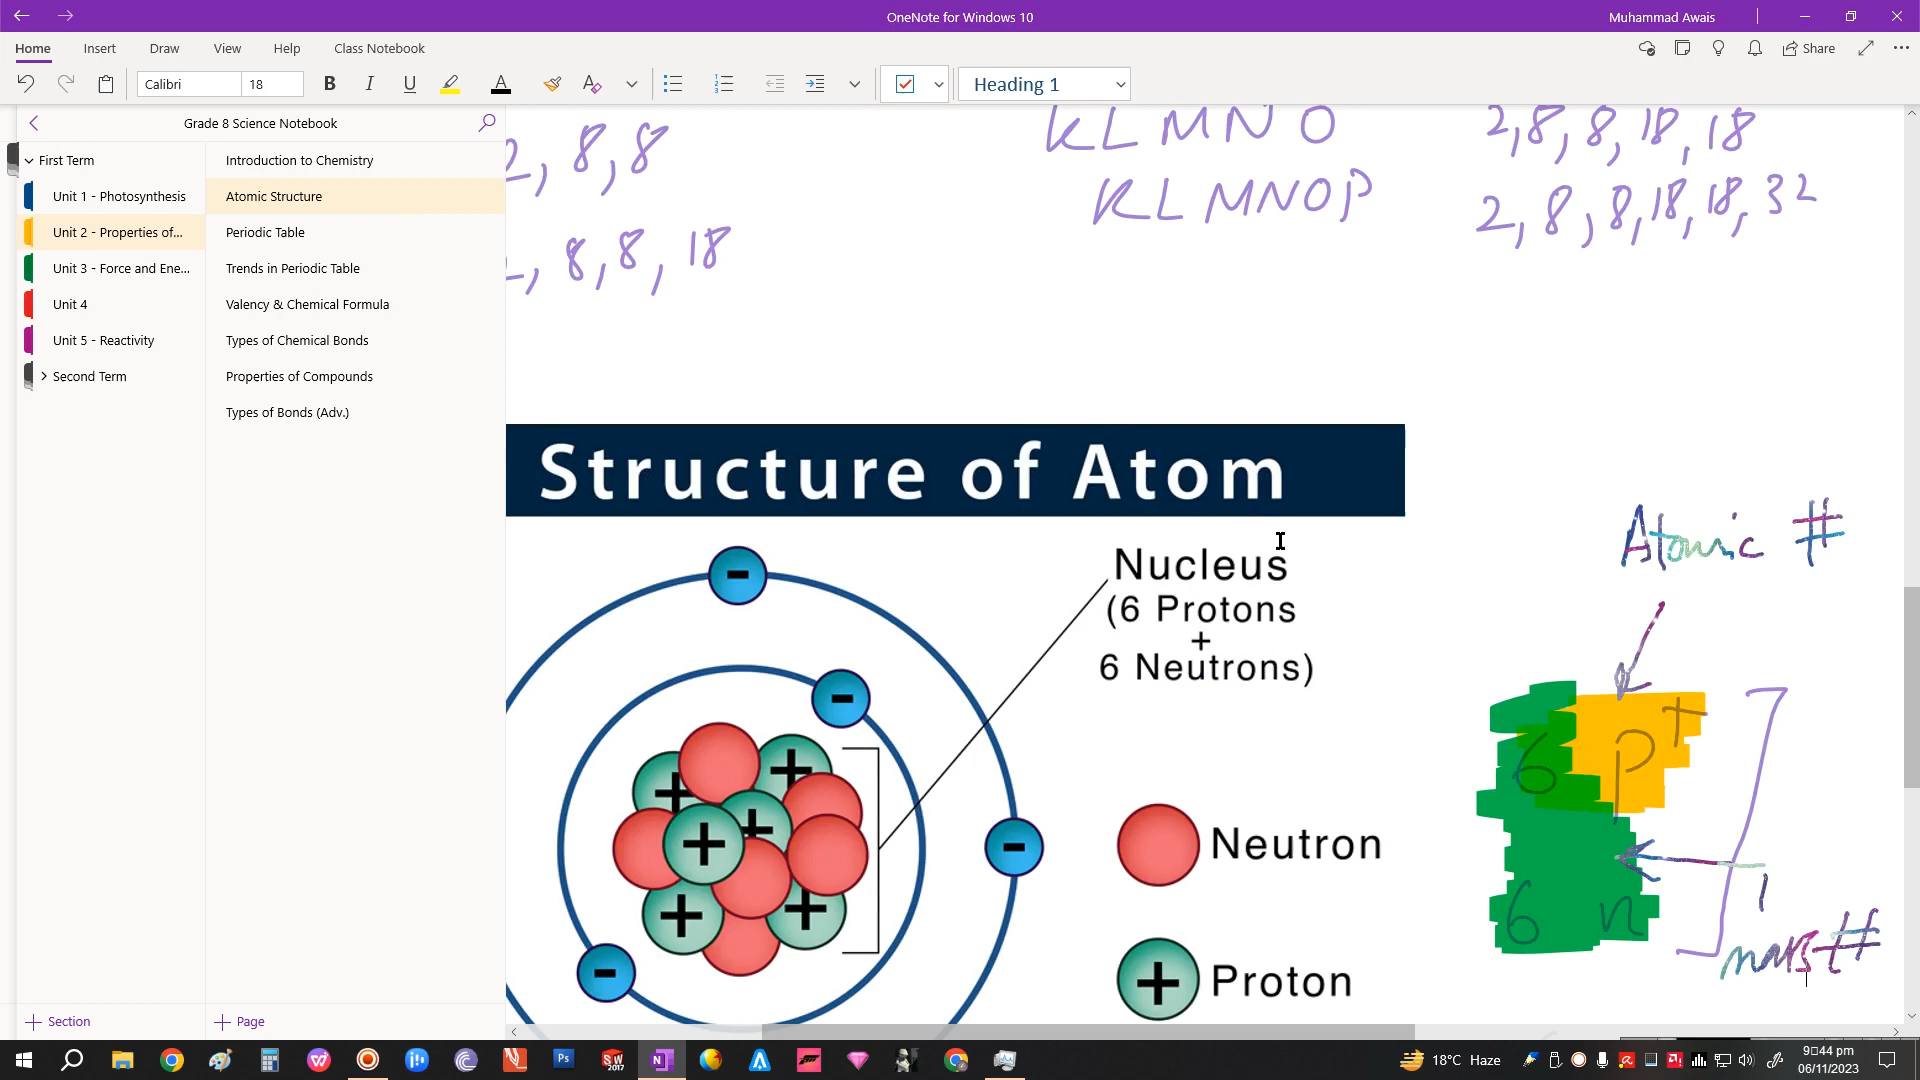 OneNote for Windows 10
Muhammad Awais
Home Insert Draw View Help Class Notebook
Share
Calibri 18 B I U A Heading 1
Grade 8 Science Notebook
First Term
Unit 1 - Photosynthesis
Unit 2 - Properties of...
Unit 3 - Force and Ene...
Unit 4
Unit 5 - Reactivity
Second Term
Introduction to Chemistry
Atomic Structure
Periodic Table
Trends in Periodic Table
Valency & Chemical Formula
Types of Chemical Bonds
Properties of Compounds
Types of Bonds (Adv.)
Section
Page
2, 8, 8
, 8, 8, 18
K L M N O
2, 8, 8, 18, 18
K L M N O P
2, 8, 8, 18, 18, 32
Structure of Atom
Nucleus
(6 Protons
+
6 Neutrons)
Neutron
Proton
Atomic #
6 p+
6 n
mass #
18°C Haze
9:44 pm
06/11/2023